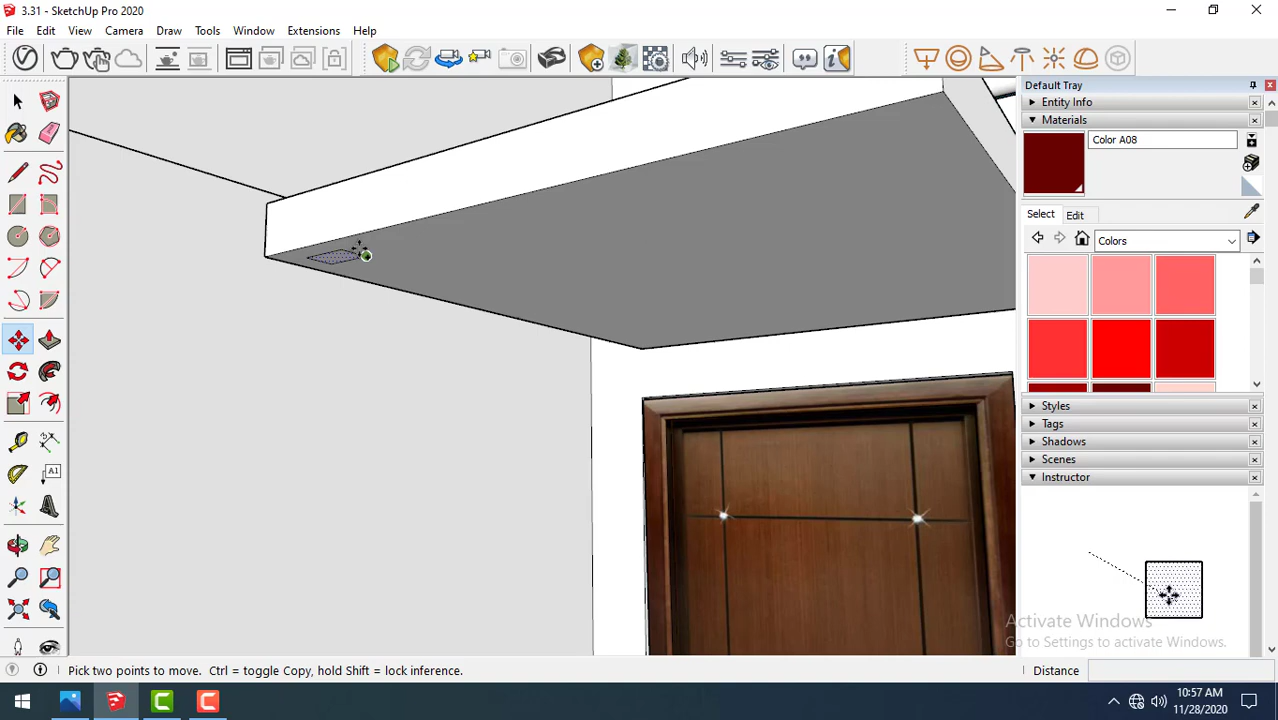 3.31 - SketchUp Pro 2020
File Edit View Camera Draw Tools Window Extensions Help
Default Tray
Entity Info
Materials
Color A08
Select Edit
Colors
Styles
Tags
Shadows
Scenes
Instructor
A1
Activate Windows
Go to Settings to activate Windows.
Pick two points to move. Ctrl = toggle Copy, hold Shift = lock inference.
Distance
10:57 AM
11/28/2020